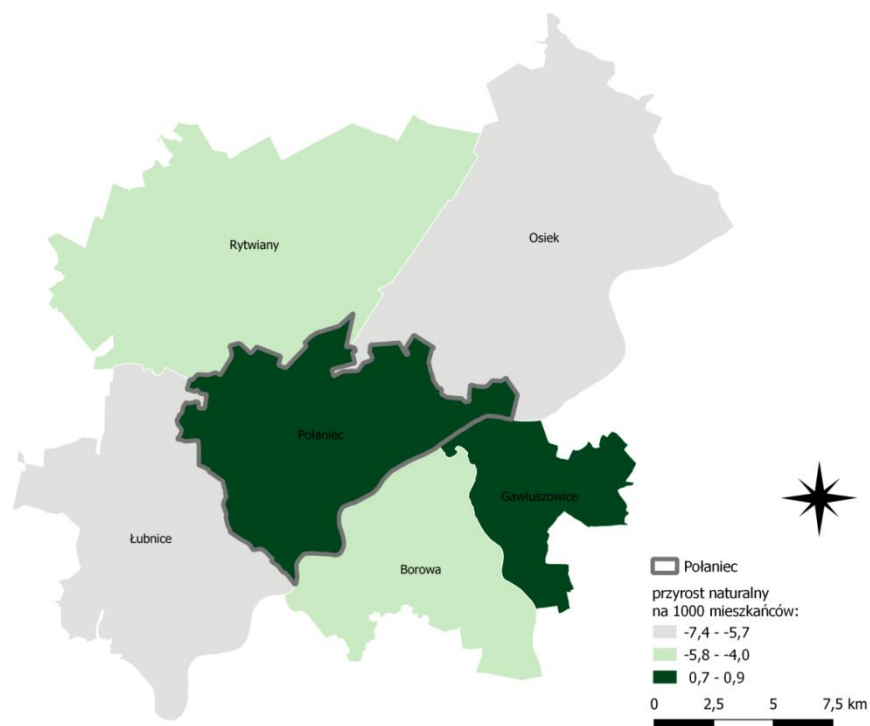 Osiek
Rytwiany
Połaniec
Gawłuszowice
Łubnice
Borowa
Połaniec
przyrost naturalny
na 1000 mieszkańców:
-7,4 - -5,7
-5,8 - -4,0
0,7 - 0,9
0 2,5 5 7,5 km